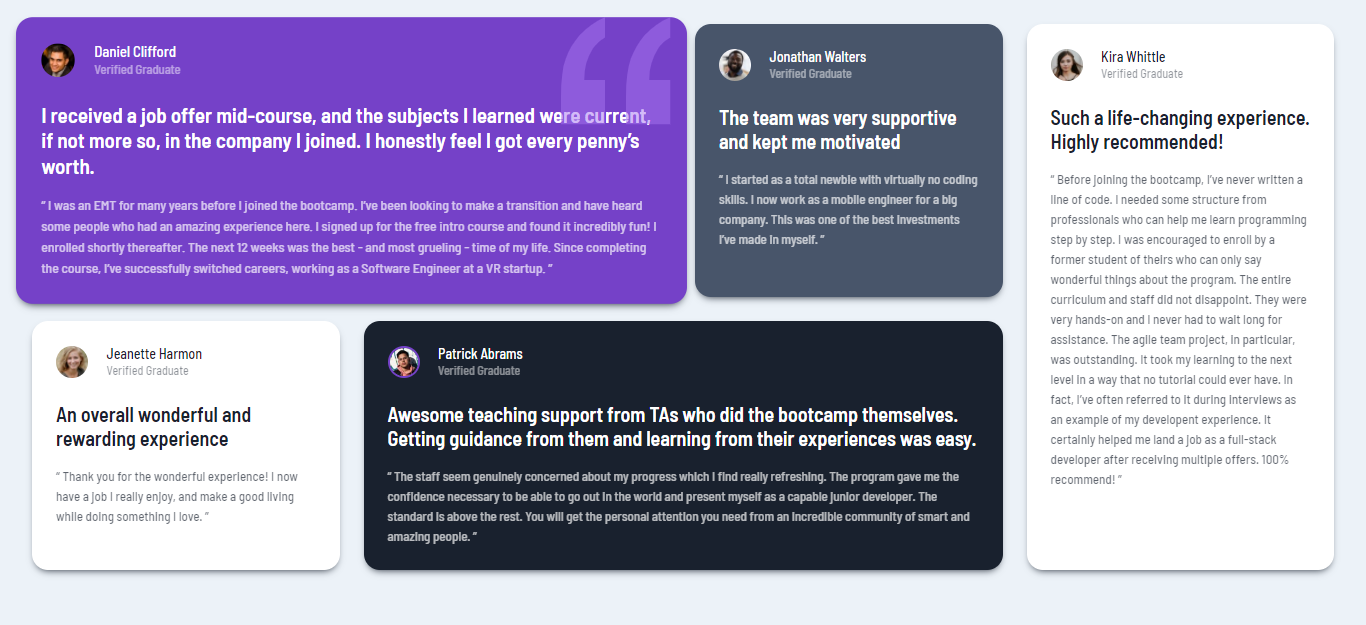 Daniel Clifford
Verified Graduate
I received a job offer mid-course, and the subjects I learned were current,
if not more so, in the company I joined. I honestly feel I got every penny’s
worth.
“ I was an EMT for many years before I joined the bootcamp. I’ve been looking to make a transition and have heard
some people who had an amazing experience here. I signed up for the free intro course and found it incredibly fun! I
enrolled shortly thereafter. The next 12 weeks was the best - and most grueling - time of my life. Since completing
the course, I’ve successfully switched careers, working as a Software Engineer at a VR startup. ”
Jonathan Walters
Verified Graduate
The team was very supportive
and kept me motivated
“ I started as a total newbie with virtually no coding
skills. I now work as a mobile engineer for a big
company. This was one of the best investments
I’ve made in myself. ”
Kira Whittle
Verified Graduate
Such a life-changing experience.
Highly recommended!
“ Before joining the bootcamp, I’ve never written a
line of code. I needed some structure from
professionals who can help me learn programming
step by step. I was encouraged to enroll by a
former student of theirs who can only say
wonderful things about the program. The entire
curriculum and staff did not disappoint. They were
very hands-on and I never had to wait long for
assistance. The agile team project, in particular,
was outstanding. It took my learning to the next
level in a way that no tutorial could ever have. In
fact, I’ve often referred to it during interviews as
an example of my developent experience. It
certainly helped me land a job as a full-stack
developer after receiving multiple offers. 100%
recommend! ”
Jeanette Harmon
Verified Graduate
An overall wonderful and
rewarding experience
“ Thank you for the wonderful experience! I now
have a job I really enjoy, and make a good living
while doing something I love. ”
Patrick Abrams
Verified Graduate
Awesome teaching support from TAs who did the bootcamp themselves.
Getting guidance from them and learning from their experiences was easy.
“ The staff seem genuinely concerned about my progress which I find really refreshing. The program gave me the
confidence necessary to be able to go out in the world and present myself as a capable junior developer. The
standard is above the rest. You will get the personal attention you need from an incredible community of smart and
amazing people. ”